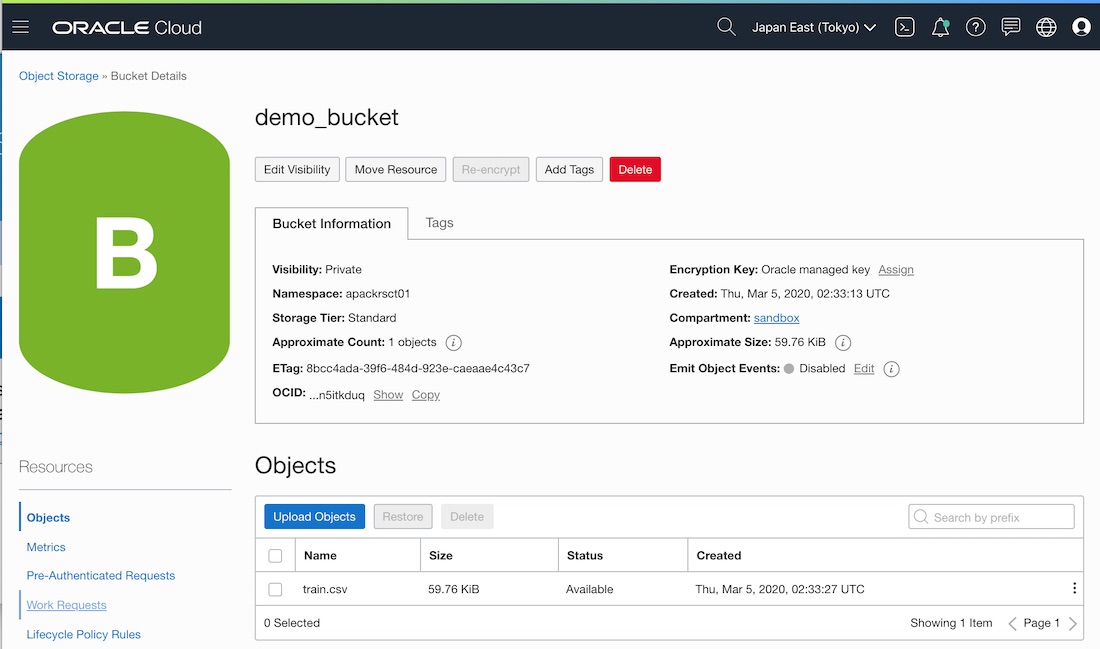 ORACLE Cloud
Japan East (Tokyo)
Object Storage » Bucket Details
B
demo_bucket
Edit Visibility Move Resource Re-encrypt Add Tags Delete
Bucket Information Tags
Visibility: Private
Namespace: apackrsct01
Storage Tier: Standard
Approximate Count: 1 objects i
ETag: 8bcc4ada-39f6-484d-923e-caeaae4c43c7
OCID: ...n5itkduq Show Copy
Encryption Key: Oracle managed key Assign
Created: Thu, Mar 5, 2020, 02:33:13 UTC
Compartment: sandbox
Approximate Size: 59.76 KiB i
Emit Object Events: Disabled Edit i
Resources
Objects
Metrics
Pre-Authenticated Requests
Work Requests
Lifecycle Policy Rules
Objects
Upload Objects Restore Delete Search by prefix
Name Size Status Created
train.csv 59.76 KiB Available Thu, Mar 5, 2020, 02:33:27 UTC
0 Selected Showing 1 Item < Page 1 >